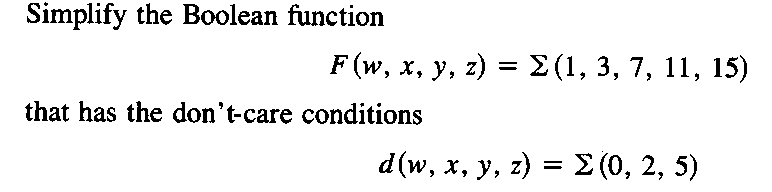 Simplify the Boolean function
F(w, x, y, z) = Σ(1, 3, 7, 11, 15)
that has the don't-care conditions
d(w, x, y, z) = Σ(0, 2, 5)